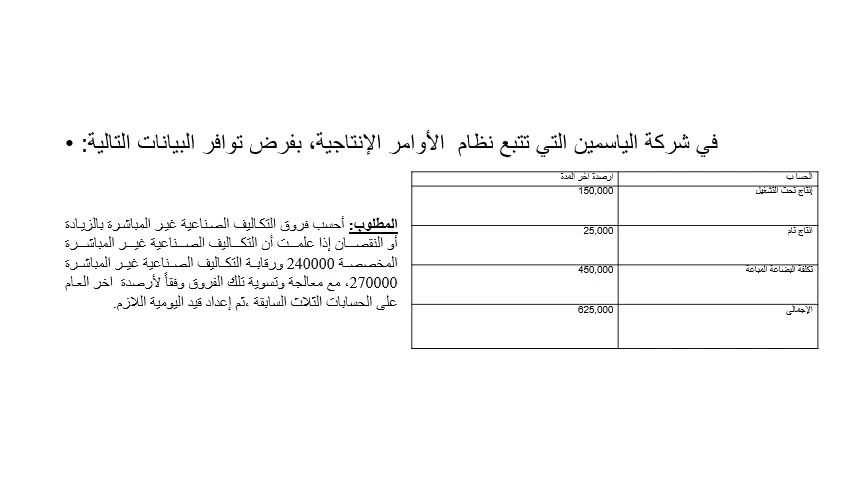 • في شركة الياسمين التي تتبع نظام الأوامر الإنتاجية، بفرض توافر البيانات التالية:
الحساب ارصدة اخر المدة
إنتاج تحت التشغيل 150,000
انتاج تام 25,000
تكلفة البضاعة المباعة 450,000
الإجمالى 625,000
المطلوب: أحسب فروق التكاليف الصناعية غير المباشرة بالزيادة
أو النقصان إذا علمت أن التكاليف الصناعية غير المباشرة
المخصصة 240000 ورقابة التكاليف الصناعية غير المباشرة
270000، مع معالجة وتسوية تلك الفروق وفقاً لأرصدة اخر العام
على الحسابات الثلاث السابقة ،ثم إعداد قيد اليومية اللازم.